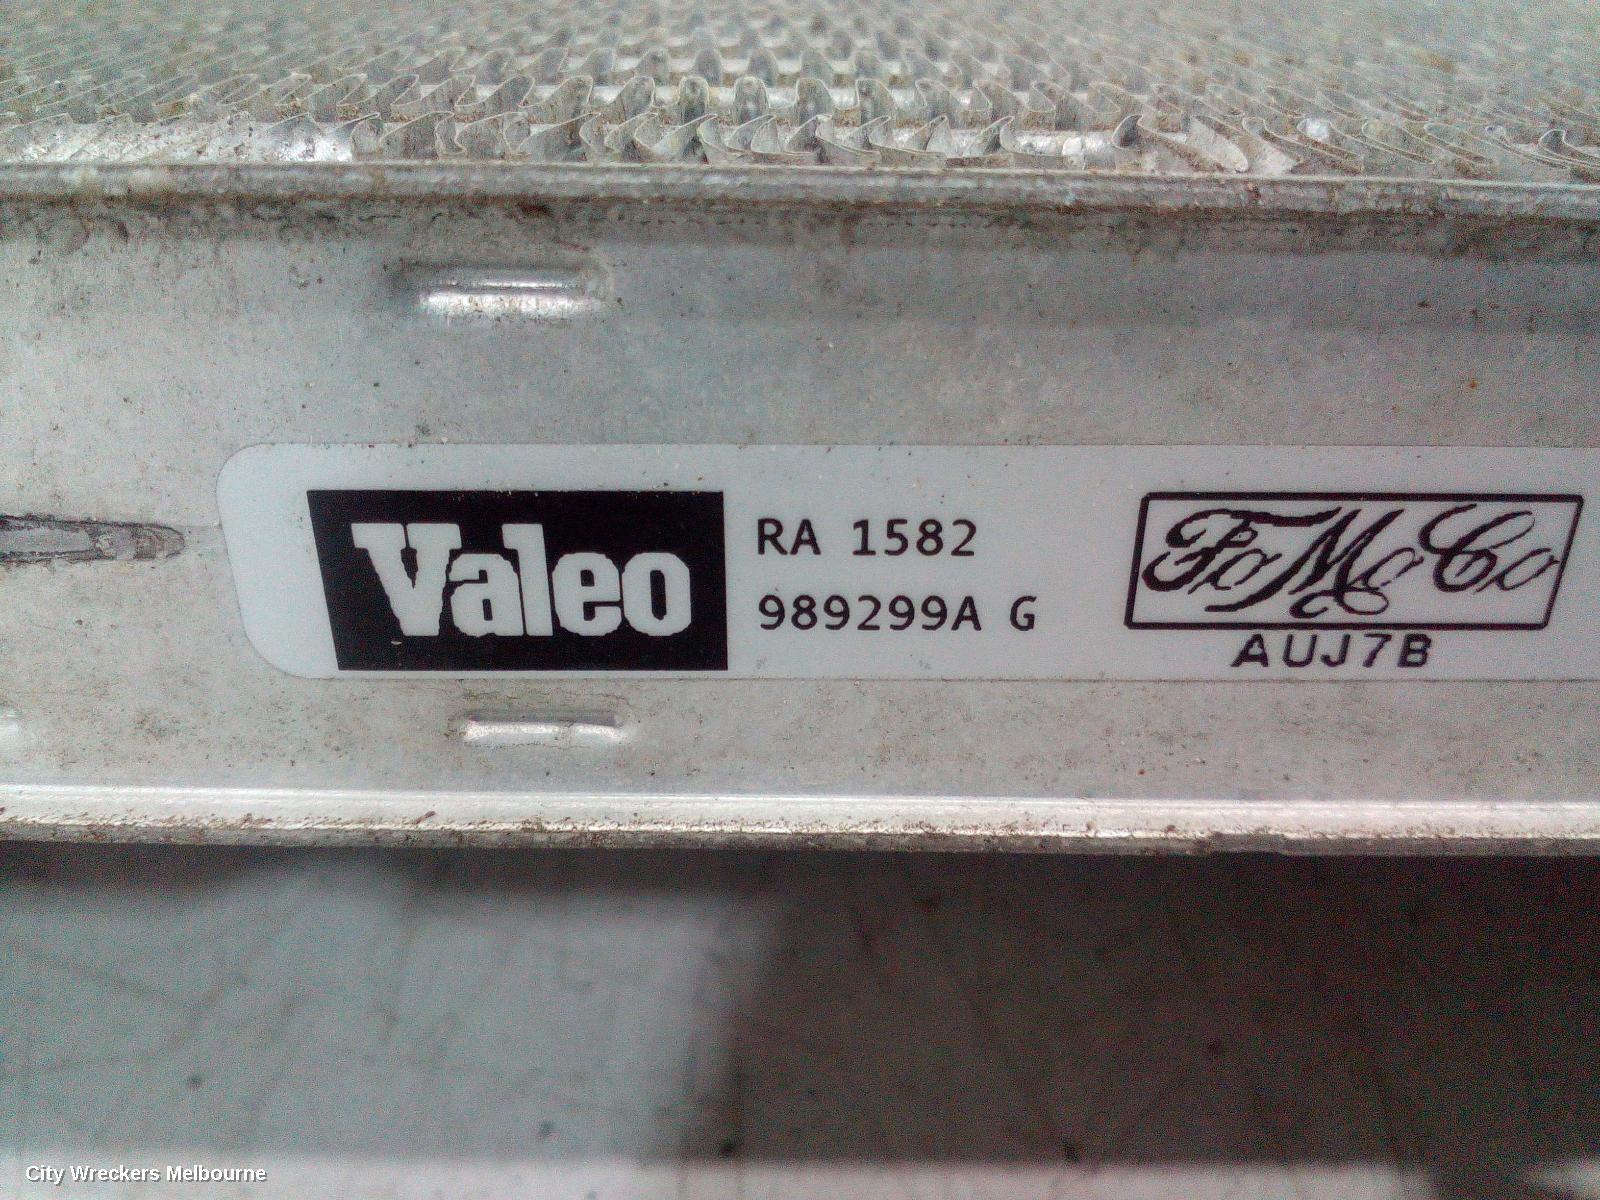 Valeo
RA 1582
989299A G
FoMoCo
AUJ7B
City Wreckers Melbourne